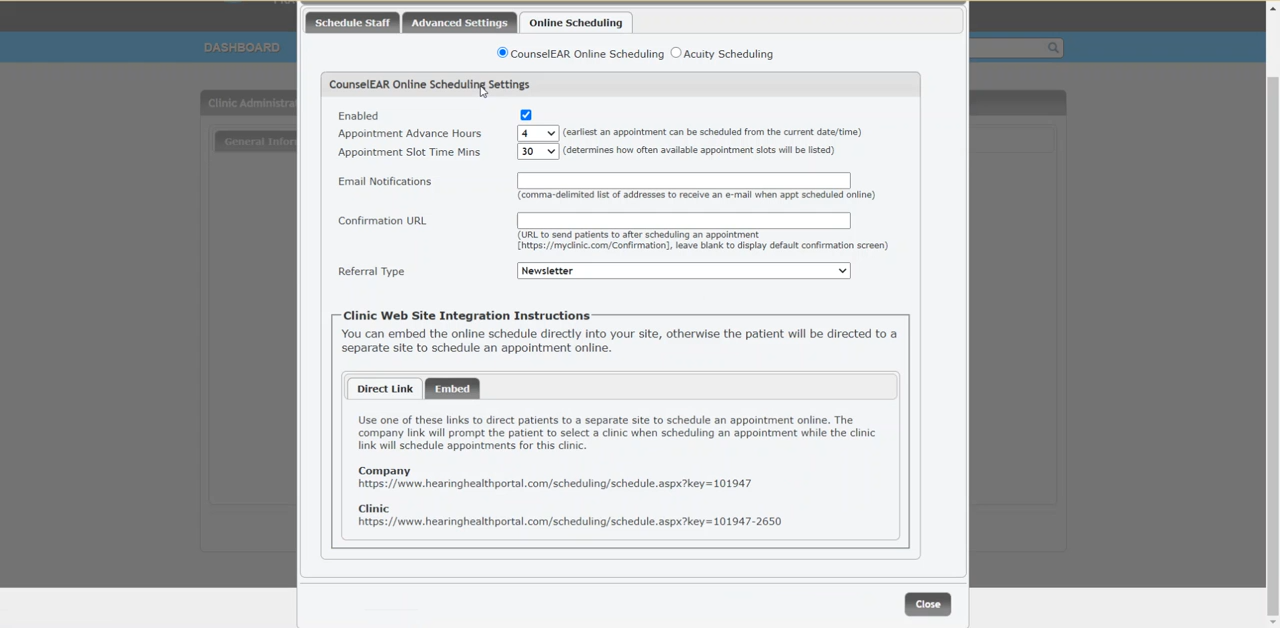 Schedule Staff Advanced Settings Online Scheduling
DASHBOARD
CounselEAR Online Scheduling Acuity Scheduling
CounselEAR Online Scheduling Settings
Clinic Administra
Enabled
Appointment Advance Hours 4 (earliest an appointment can be scheduled from the current date/time)
General Infor
Appointment Slot Time Mins 30 (determines how often available appointment slots will be listed)
Email Notifications
(comma-delimited list of addresses to receive an e-mail when appt scheduled online)
Confirmation URL
(URL to send patients to after scheduling an appointment
[https://myclinic.com/Confirmation], leave blank to display default confirmation screen)
Referral Type Newsletter
Clinic Web Site Integration Instructions
You can embed the online schedule directly into your site, otherwise the patient will be directed to a
separate site to schedule an appointment online.
Direct Link Embed
Use one of these links to direct patients to a separate site to schedule an appointment online. The
company link will prompt the patient to select a clinic when scheduling an appointment while the clinic
link will schedule appointments for this clinic.
Company
https://www.hearinghealthportal.com/scheduling/schedule.aspx?key=101947
Clinic
https://www.hearinghealthportal.com/scheduling/schedule.aspx?key=101947-2650
Close